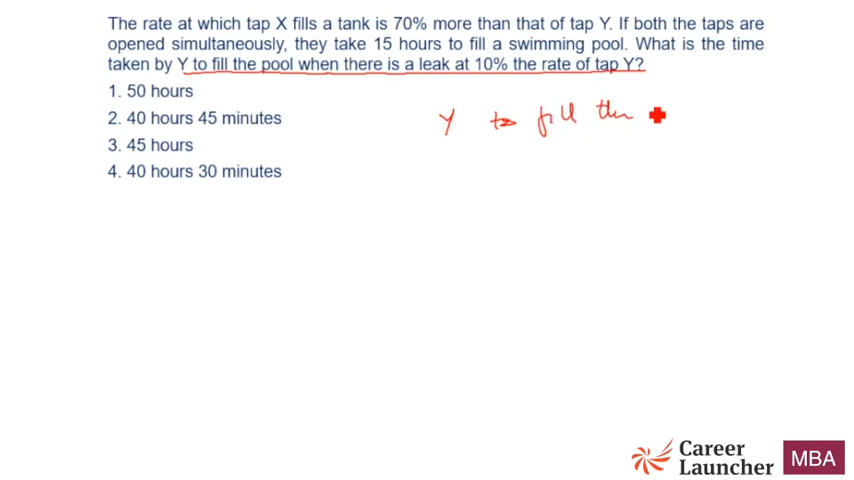 The rate at which tap X fills a tank is 70% more than that of tap Y. If both the taps are
opened simultaneously, they take 15 hours to fill a swimming pool. What is the time
taken by Y to fill the pool when there is a leak at 10% the rate of tap Y?
1. 50 hours
2. 40 hours 45 minutes
Y to fill the
3. 45 hours
4. 40 hours 30 minutes
Career
Launcher
MBA